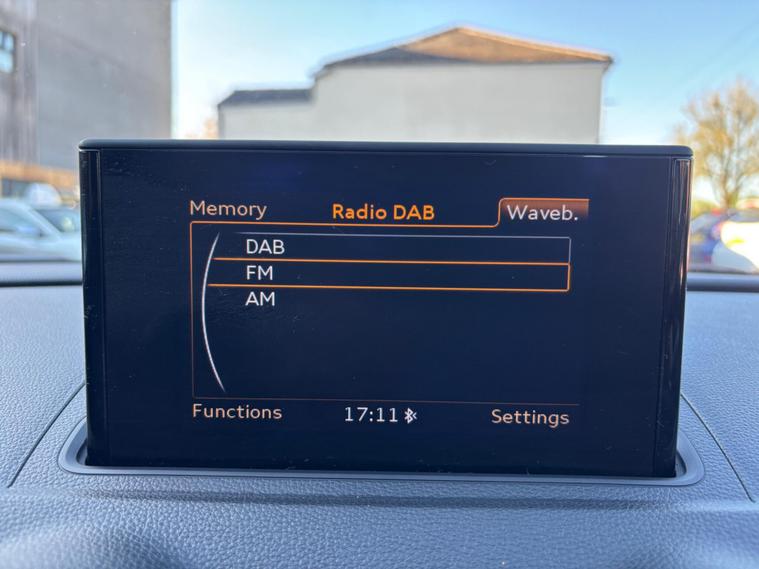 Memory Radio DAB Waveb.
DAB
FM
AM
Functions 17:11 Settings